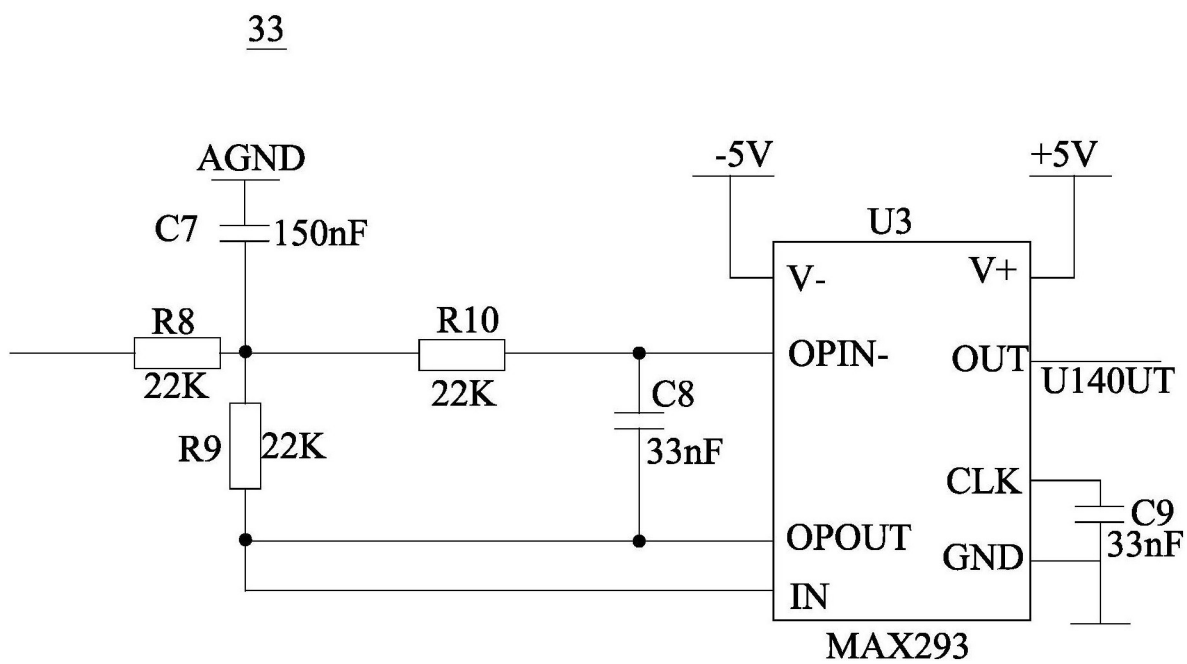 33
AGND
-5V
+5V
C7
150nF
U3
V-
V+
R8
R10
OPIN-
OUT
22K
22K
C8
U140UT
R9
22K
33nF
CLK
C9
OPOUT
GND
33nF
IN
MAX293